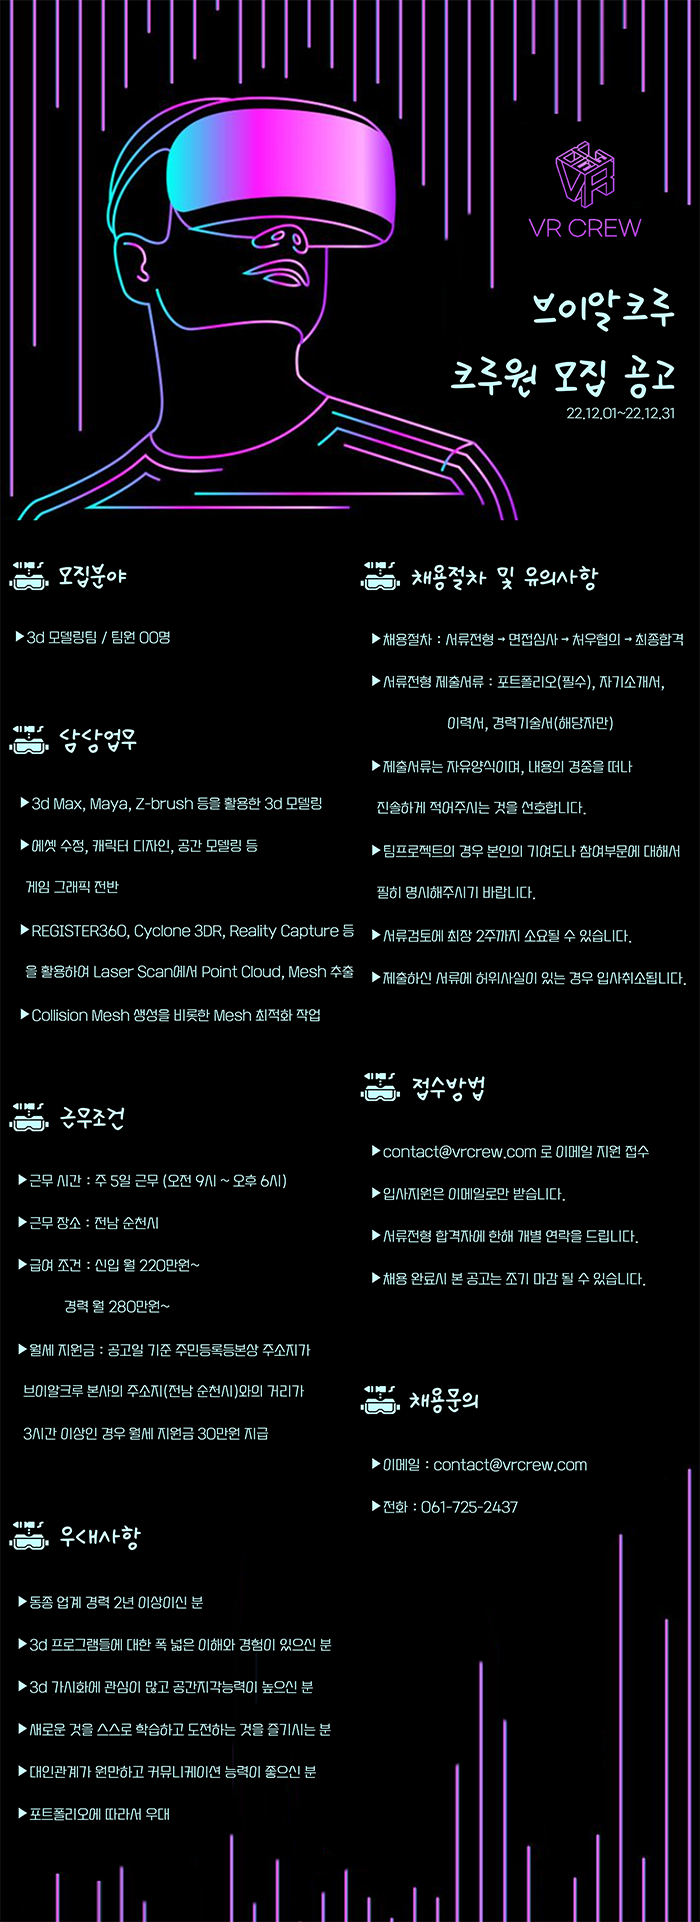 VR CREW
브이알크루
크루원 모집 공고
22.12.01~22.12.31
모집분야
▶3d 모델링팀 / 팀원 00명
담당업무
▶3d Max, Maya, Z-brush 등을 활용한 3d 모델링
▶에셋 수정, 캐릭터 디자인, 공간 모델링 등
게임 그래픽 전반
▶REGISTER360, Cyclone 3DR, Reality Capture 등
을 활용하여 Laser Scan에서 Point Cloud, Mesh 추출
▶Collision Mesh 생성을 비롯한 Mesh 최적화 작업
근무조건
▶근무 시간 : 주 5일 근무 (오전 9시 ~ 오후 6시)
▶근무 장소 : 전남 순천시
▶급여 조건 : 신입 월 220만원~
경력 월 280만원~
▶월세 지원금 : 공고일 기준 주민등록등본상 주소지가
브이알크루 본사의 주소지(전남 순천시)와의 거리가
3시간 이상인 경우 월세 지원금 30만원 지급
우대사항
▶동종 업계 경력 2년 이상이신 분
▶3d 프로그램들에 대한 폭 넓은 이해와 경험이 있으신 분
▶3d 가시화에 관심이 많고 공간지각능력이 높으신 분
▶새로운 것을 스스로 학습하고 도전하는 것을 즐기시는 분
▶대인관계가 원만하고 커뮤니케이션 능력이 좋으신 분
▶포트폴리오에 따라서 우대
채용절차 및 유의사항
▶채용절차 : 서류전형 → 면접심사 → 처우협의 → 최종합격
▶서류전형 제출서류 : 포트폴리오(필수), 자기소개서,
이력서, 경력기술서(해당자만)
▶제출서류는 자유양식이며, 내용의 경중을 떠나
진솔하게 적어주시는 것을 선호합니다.
▶팀프로젝트의 경우 본인의 기여도나 참여부문에 대해서
필히 명시해주시기 바랍니다.
▶서류검토에 최장 2주까지 소요될 수 있습니다.
▶제출하신 서류에 허위사실이 있는 경우 입사취소됩니다.
접수방법
▶contact@vrcrew.com 로 이메일 지원 접수
▶입사지원은 이메일로만 받습니다.
▶서류전형 합격자에 한해 개별 연락을 드립니다.
▶채용 완료시 본 공고는 조기 마감 될 수 있습니다.
채용문의
▶이메일 : contact@vrcrew.com
▶전화 : 061-725-2437